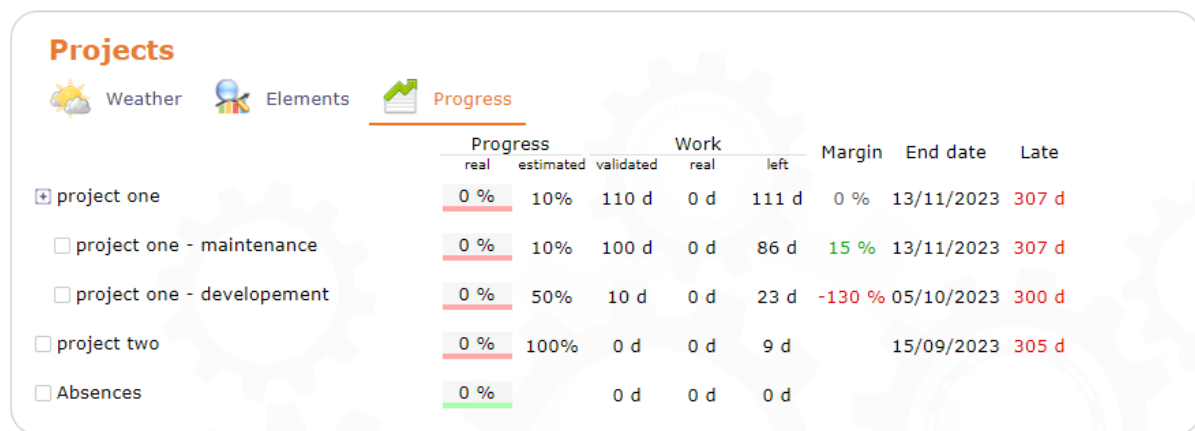 Projects
Weather Elements Progress
Progress Work Margin End date Late
real estimated validated real left
project one 0 % 10% 110 d 0 d 111 d 0 % 13/11/2023 307 d
project one - maintenance 0 % 10% 100 d 0 d 86 d 15 % 13/11/2023 307 d
project one - developement 0 % 50% 10 d 0 d 23 d -130 % 05/10/2023 300 d
project two 0 % 100% 0 d 0 d 9 d 15/09/2023 305 d
Absences 0 % 0 d 0 d 0 d